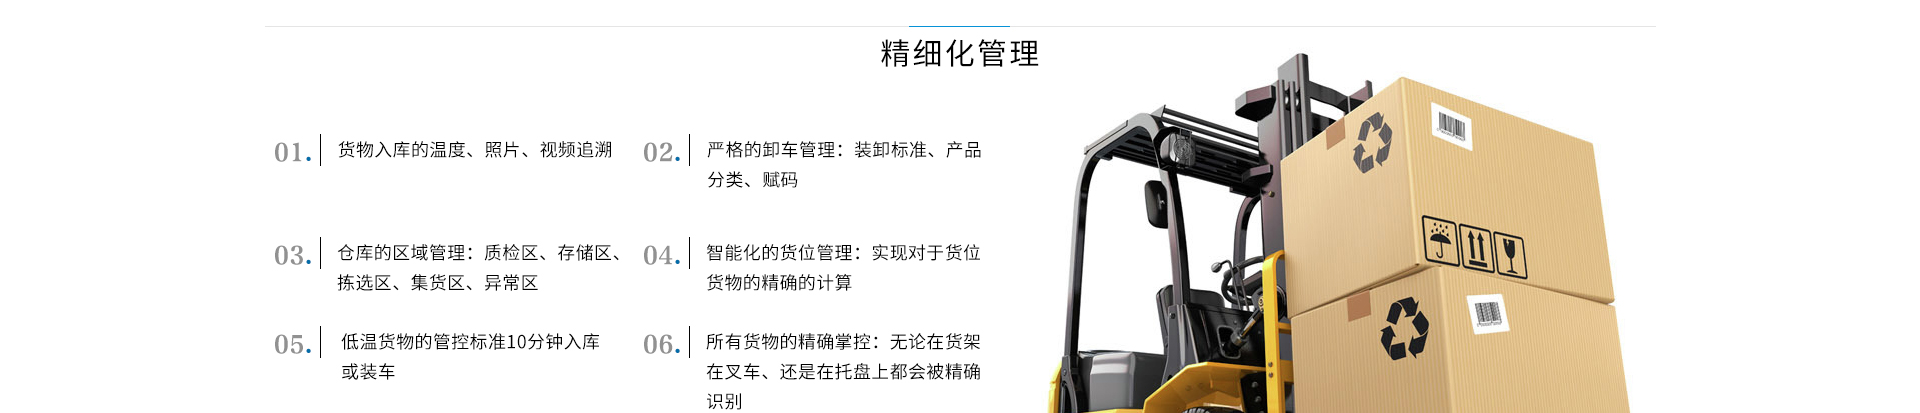 精细化管理
01.
货物入库的温度、照片、视频追溯
02.
严格的卸车管理：装卸标准、产品
分类、赋码
03.
仓库的区域管理：质检区、存储区、
拣选区、集货区、异常区
04.
智能化的货位管理：实现对于货位
货物的精确的计算
05.
低温货物的管控标准10分钟入库
或装车
06.
所有货物的精确掌控：无论在货架
在叉车、还是在托盘上都会被精确
识别